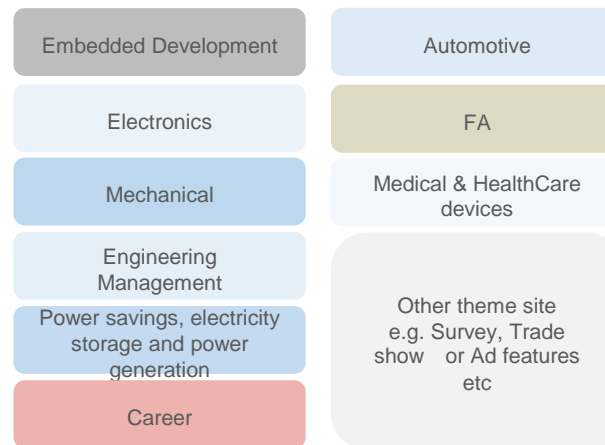 Embedded Development
Electronics
Mechanical
Engineering
Management
Power savings, electricity
storage and power
generation
Career
Automotive
FA
Medical & HealthCare
devices
Other theme site
e.g. Survey, Trade
show or Ad features
etc